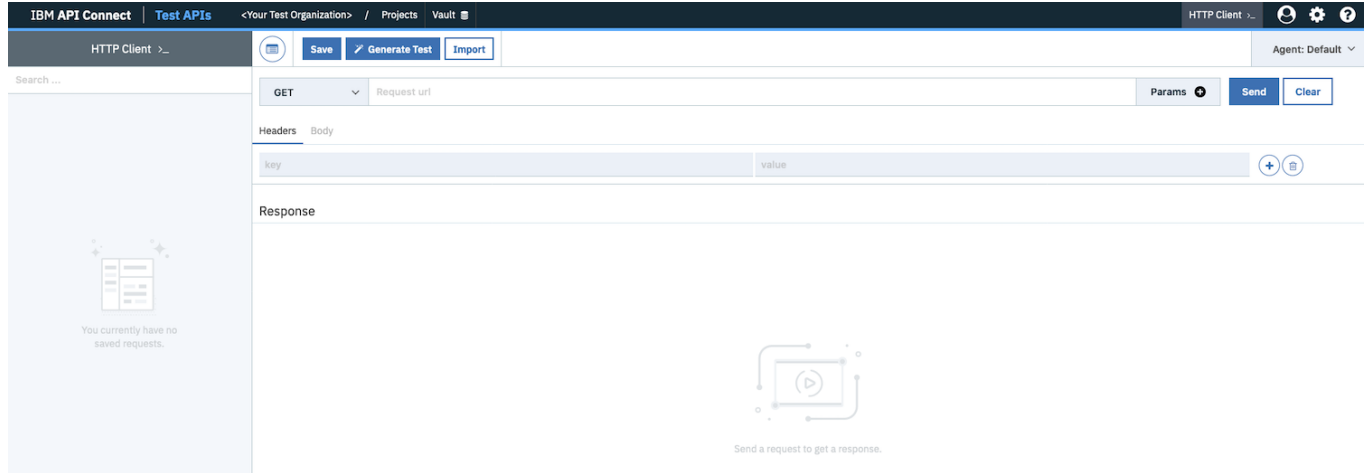 IBM API Connect | Test APIs <Your Test Organization> / Projects Vault HTTP Client >_
HTTP Client >_ Save Generate Test Import Agent: Default
Search ...
GET Request url Params Send Clear
Headers Body
key value
Response
You currently have no
saved requests.
Send a request to get a response.